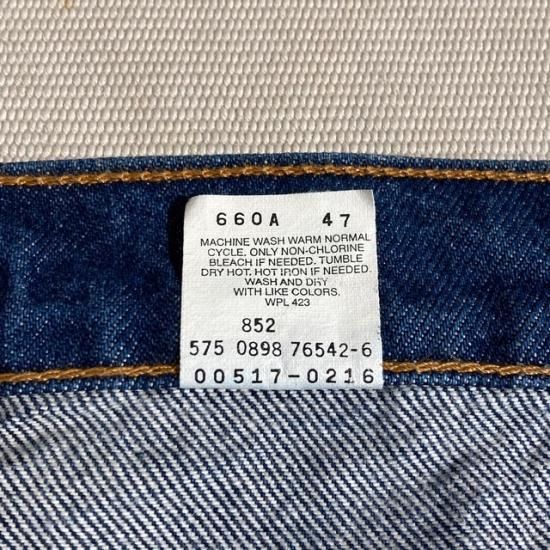 660A 47
MACHINE WASH WARM NORMAL
CYCLE. ONLY NON-CHLORINE
BLEACH IF NEEDED. TUMBLE
DRY HOT. HOT IRON IF NEEDED.
WASH AND DRY
WITH LIKE COLORS.
WPL 423
852
575 0898 76542-6
00517-0216